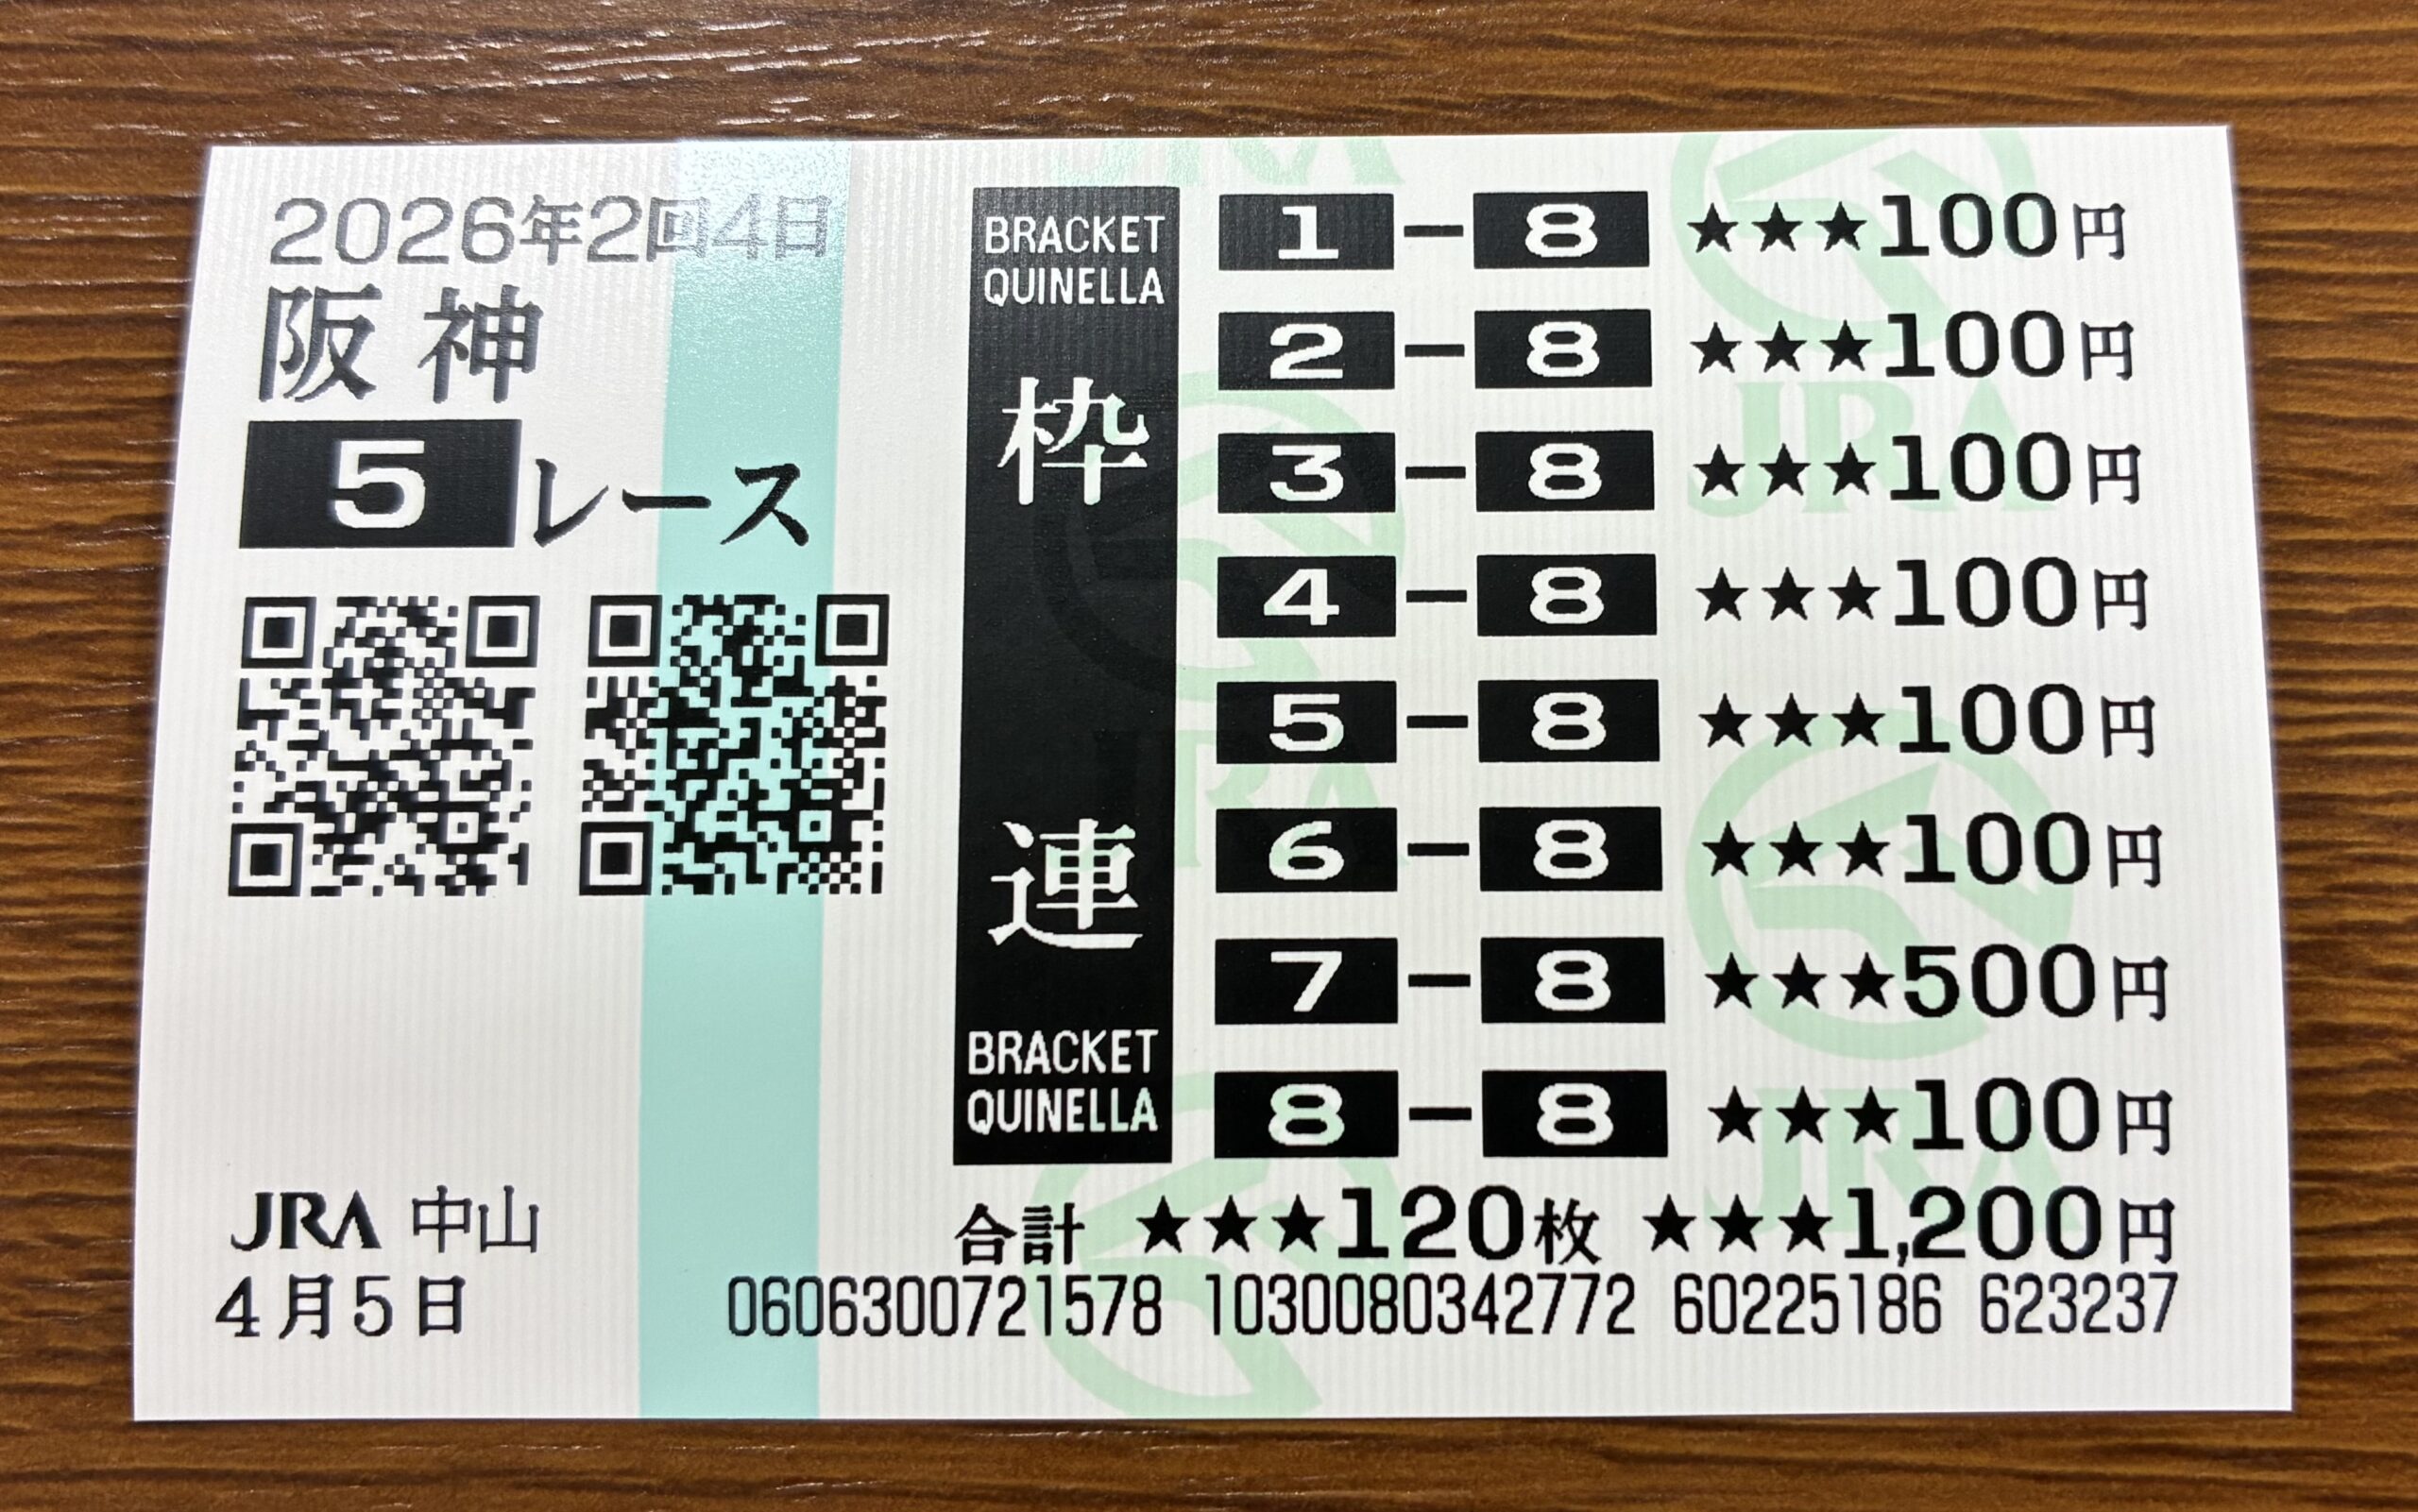 2026年2回4日
阪神
5レース
JRA 中山
4月5日
BRACKET
QUINELLA
枠
連
BRACKET
QUINELLA
1-8 ★★★100円
2-8 ★★★100円
3-8 ★★★100円
4-8 ★★★100円
5-8 ★★★100円
6-8 ★★★100円
7-8 ★★★500円
8-8 ★★★100円
合計 ★★★120枚 ★★★1,200円
0606300721578 1030080342772 60225186 623237